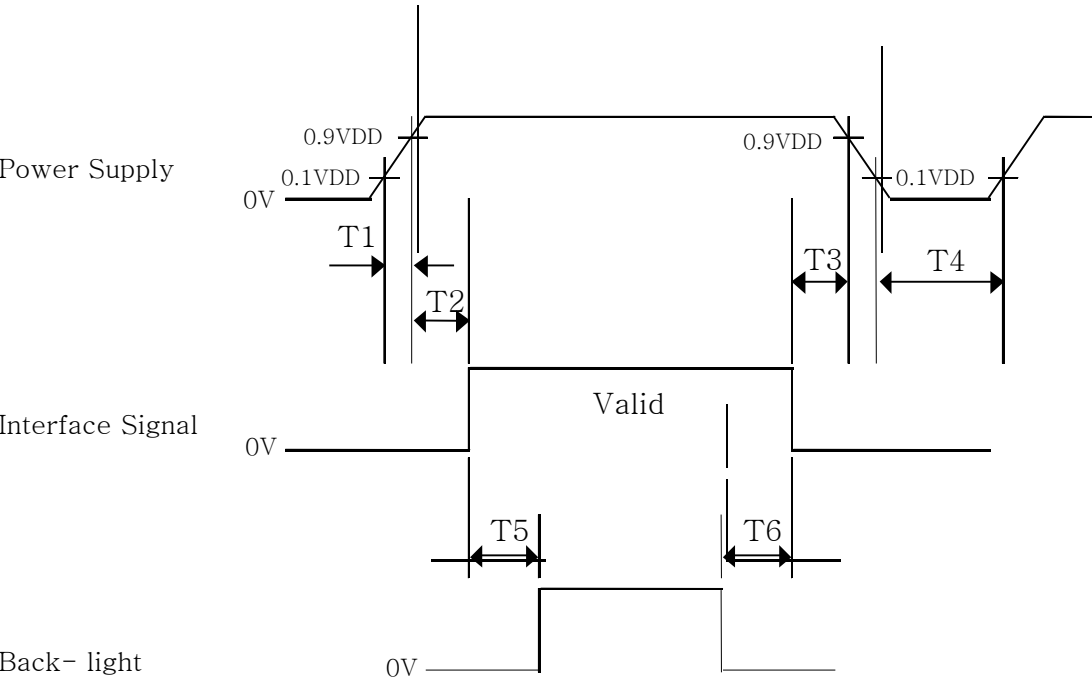 0.9VDD
0.9VDD
Power Supply
0.1VDD
0.1VDD
0V
T1
T3
T4
T2
Valid
Interface Signal
0V
T5
T6
Back- light
0V